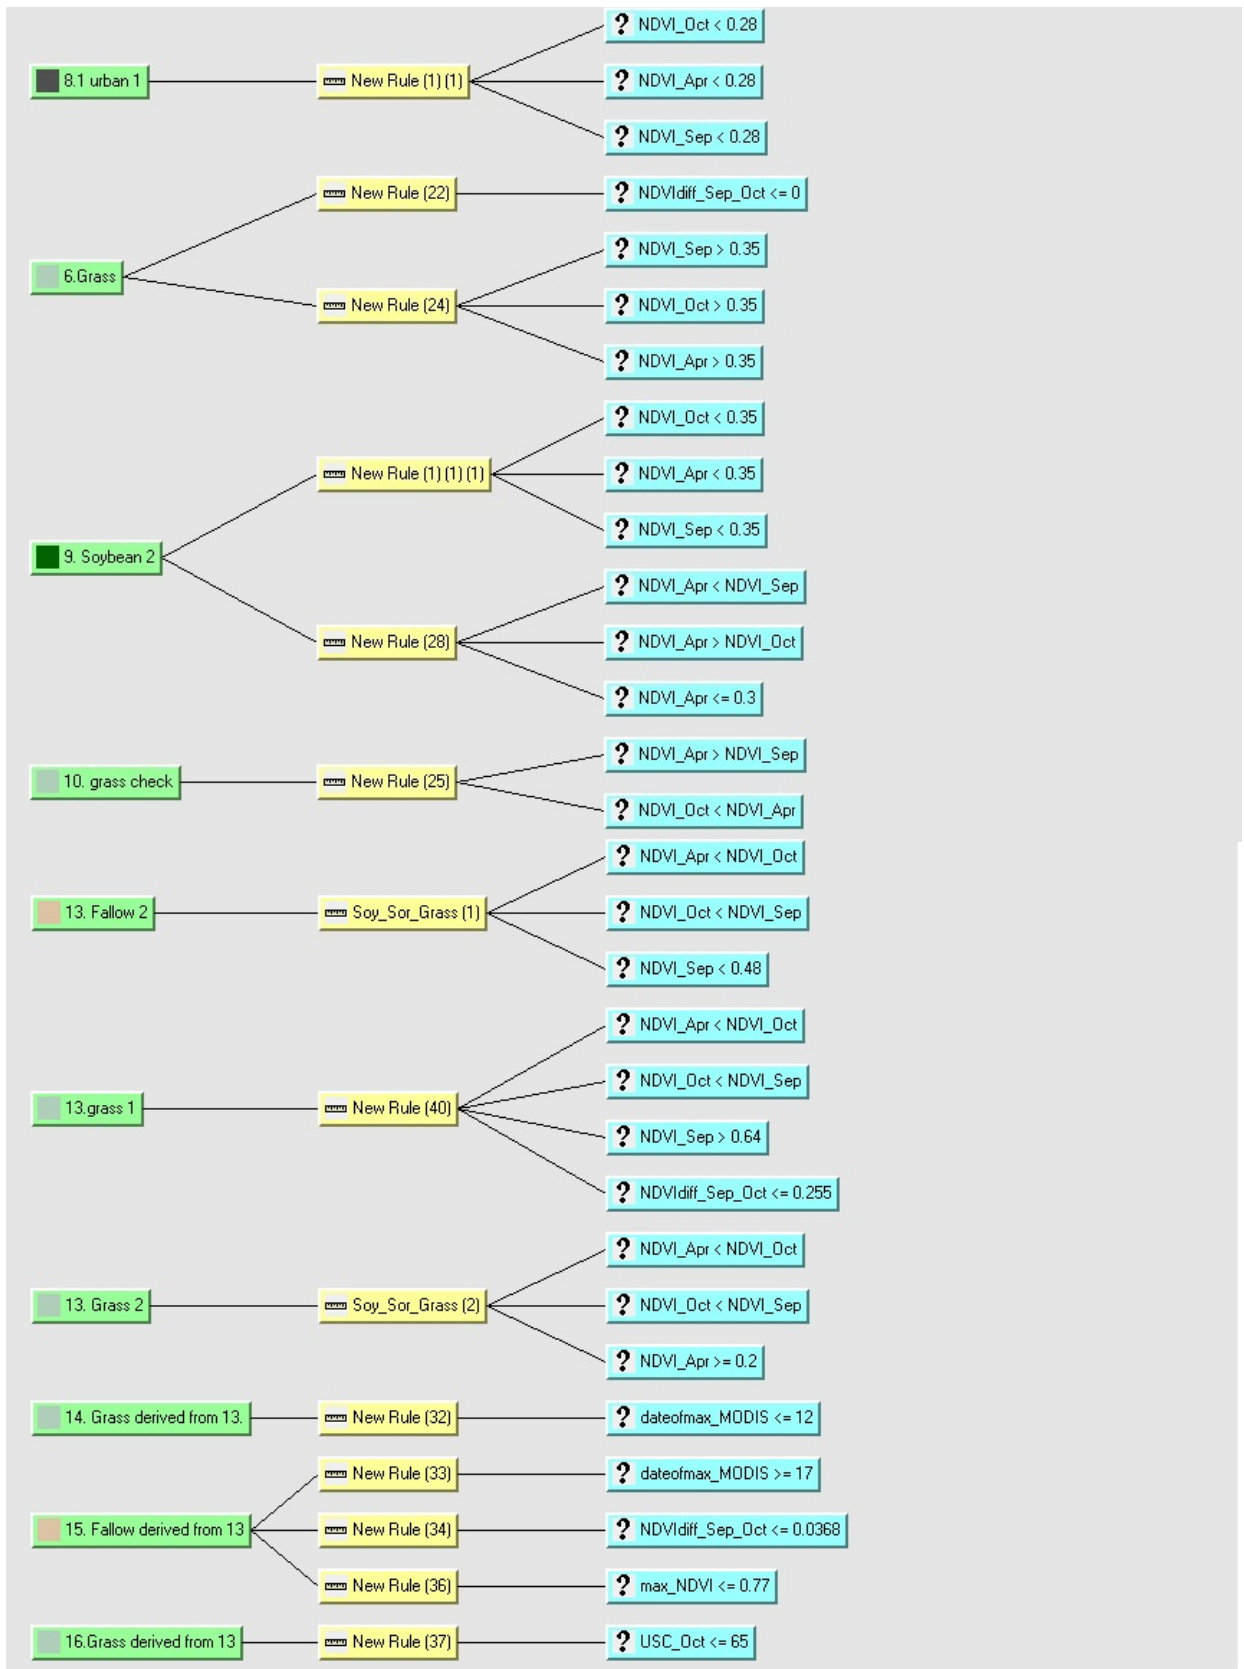 NDVI_Oct < 0.28
8.1 urban 1
New Rule (1) (1)
NDVI_Apr < 0.28
NDVI_Sep < 0.28
New Rule (22)
NDVIdiff_Sep_Oct <= 0
6.Grass
NDVI_Sep > 0.35
New Rule (24)
NDVI_Oct > 0.35
NDVI_Apr > 0.35
NDVI_Oct < 0.35
New Rule (1) (1) (1)
NDVI_Apr < 0.35
NDVI_Sep < 0.35
9. Soybean 2
NDVI_Apr < NDVI_Sep
New Rule (28)
NDVI_Apr > NDVI_Oct
NDVI_Apr <= 0.3
10. grass check
New Rule (25)
NDVI_Apr > NDVI_Sep
NDVI_Oct < NDVI_Apr
NDVI_Apr < NDVI_Oct
13. Fallow 2
Soy_Sor_Grass (1)
NDVI_Oct < NDVI_Sep
NDVI_Sep < 0.48
NDVI_Apr < NDVI_Oct
NDVI_Oct < NDVI_Sep
13.grass 1
New Rule (40)
NDVI_Sep > 0.64
NDVIdiff_Sep_Oct <= 0.255
NDVI_Apr < NDVI_Oct
13. Grass 2
Soy_Sor_Grass (2)
NDVI_Oct < NDVI_Sep
NDVI_Apr >= 0.2
14. Grass derived from 13.
New Rule (32)
dateofmax_MODIS <= 12
New Rule (33)
dateofmax_MODIS >= 17
15. Fallow derived from 13
New Rule (34)
NDVIdiff_Sep_Oct <= 0.0368
New Rule (36)
max_NDVI <= 0.77
16.Grass derived from 13
New Rule (37)
USC_Oct <= 65